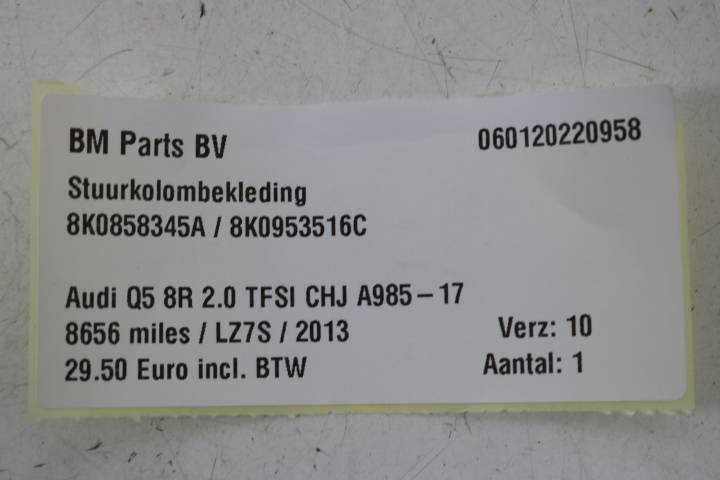 BM Parts BV 060120220958
Stuurkolombekleding
8K0858345A / 8K0953516C
Audi Q5 8R 2.0 TFSI CHJ A985-17
8656 miles / LZ7S / 2013 Verz: 10
29.50 Euro incl. BTW Aantal: 1